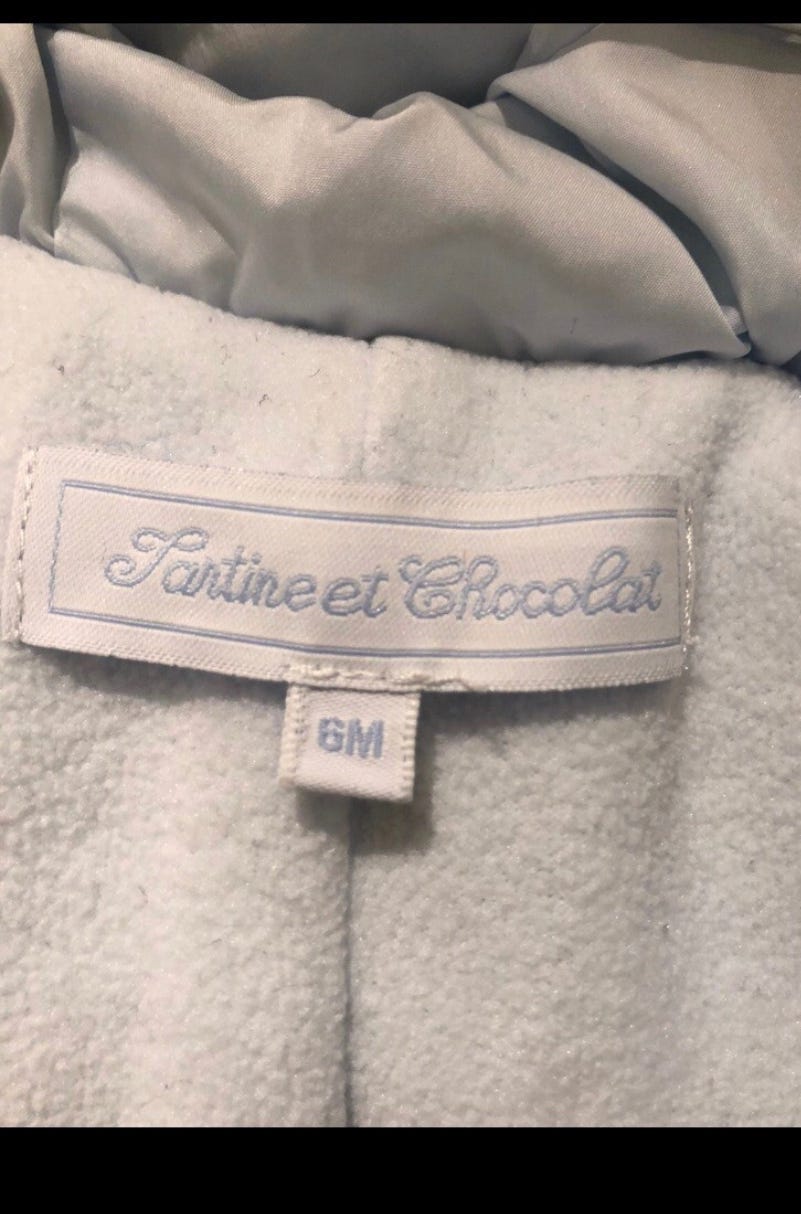 Tartine et Chocolat
6M